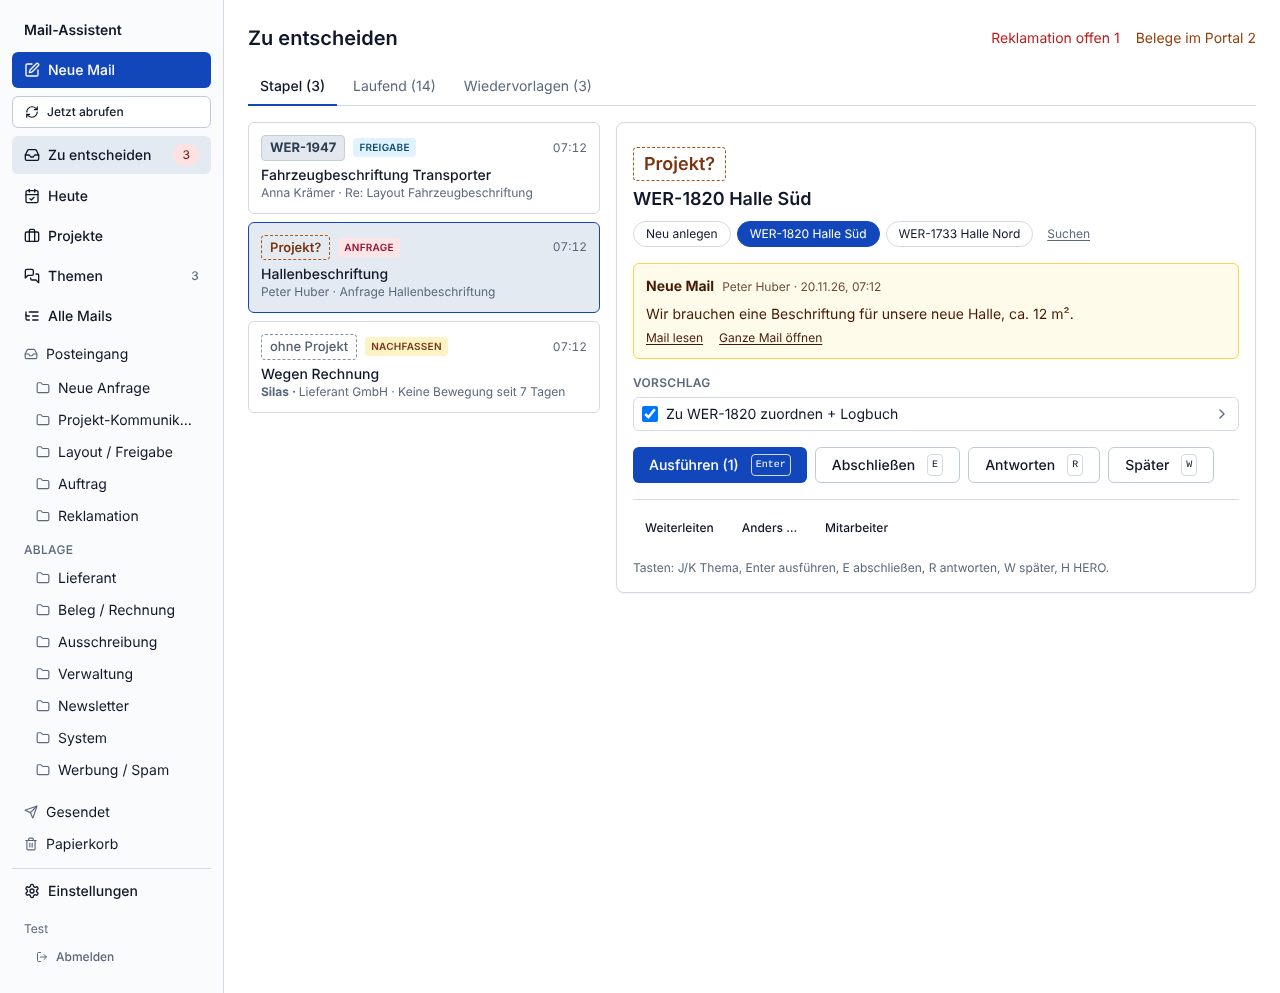 Mail-Assistent
Neue Mail
Jetzt abrufen
Zu entscheiden 3
Heute
Projekte
Themen 3
Alle Mails
Posteingang
Neue Anfrage
Projekt-Kommunik...
Layout / Freigabe
Auftrag
Reklamation
ABLAGE
Lieferant
Beleg / Rechnung
Ausschreibung
Verwaltung
Newsletter
System
Werbung / Spam
Gesendet
Papierkorb
Einstellungen
Test
Abmelden
Zu entscheiden
Reklamation offen 1 Belege im Portal 2
Stapel (3) Laufend (14) Wiedervorlagen (3)
WER-1947 FREIGABE 07:12
Fahrzeugbeschriftung Transporter
Anna Krämer · Re: Layout Fahrzeugbeschriftung
Projekt? ANFRAGE 07:12
Hallenbeschriftung
Peter Huber · Anfrage Hallenbeschriftung
ohne Projekt NACHFASSEN 07:12
Wegen Rechnung
Silas · Lieferant GmbH · Keine Bewegung seit 7 Tagen
Projekt?
WER-1820 Halle Süd
Neu anlegen WER-1820 Halle Süd WER-1733 Halle Nord Suchen
Neue Mail Peter Huber · 20.11.26, 07:12
Wir brauchen eine Beschriftung für unsere neue Halle, ca. 12 m².
Mail lesen Ganze Mail öffnen
VORSCHLAG
Zu WER-1820 zuordnen + Logbuch
Ausführen (1) Enter Abschließen E Antworten R Später W
Weiterleiten Anders ... Mitarbeiter
Tasten: J/K Thema, Enter ausführen, E abschließen, R antworten, W später, H HERO.